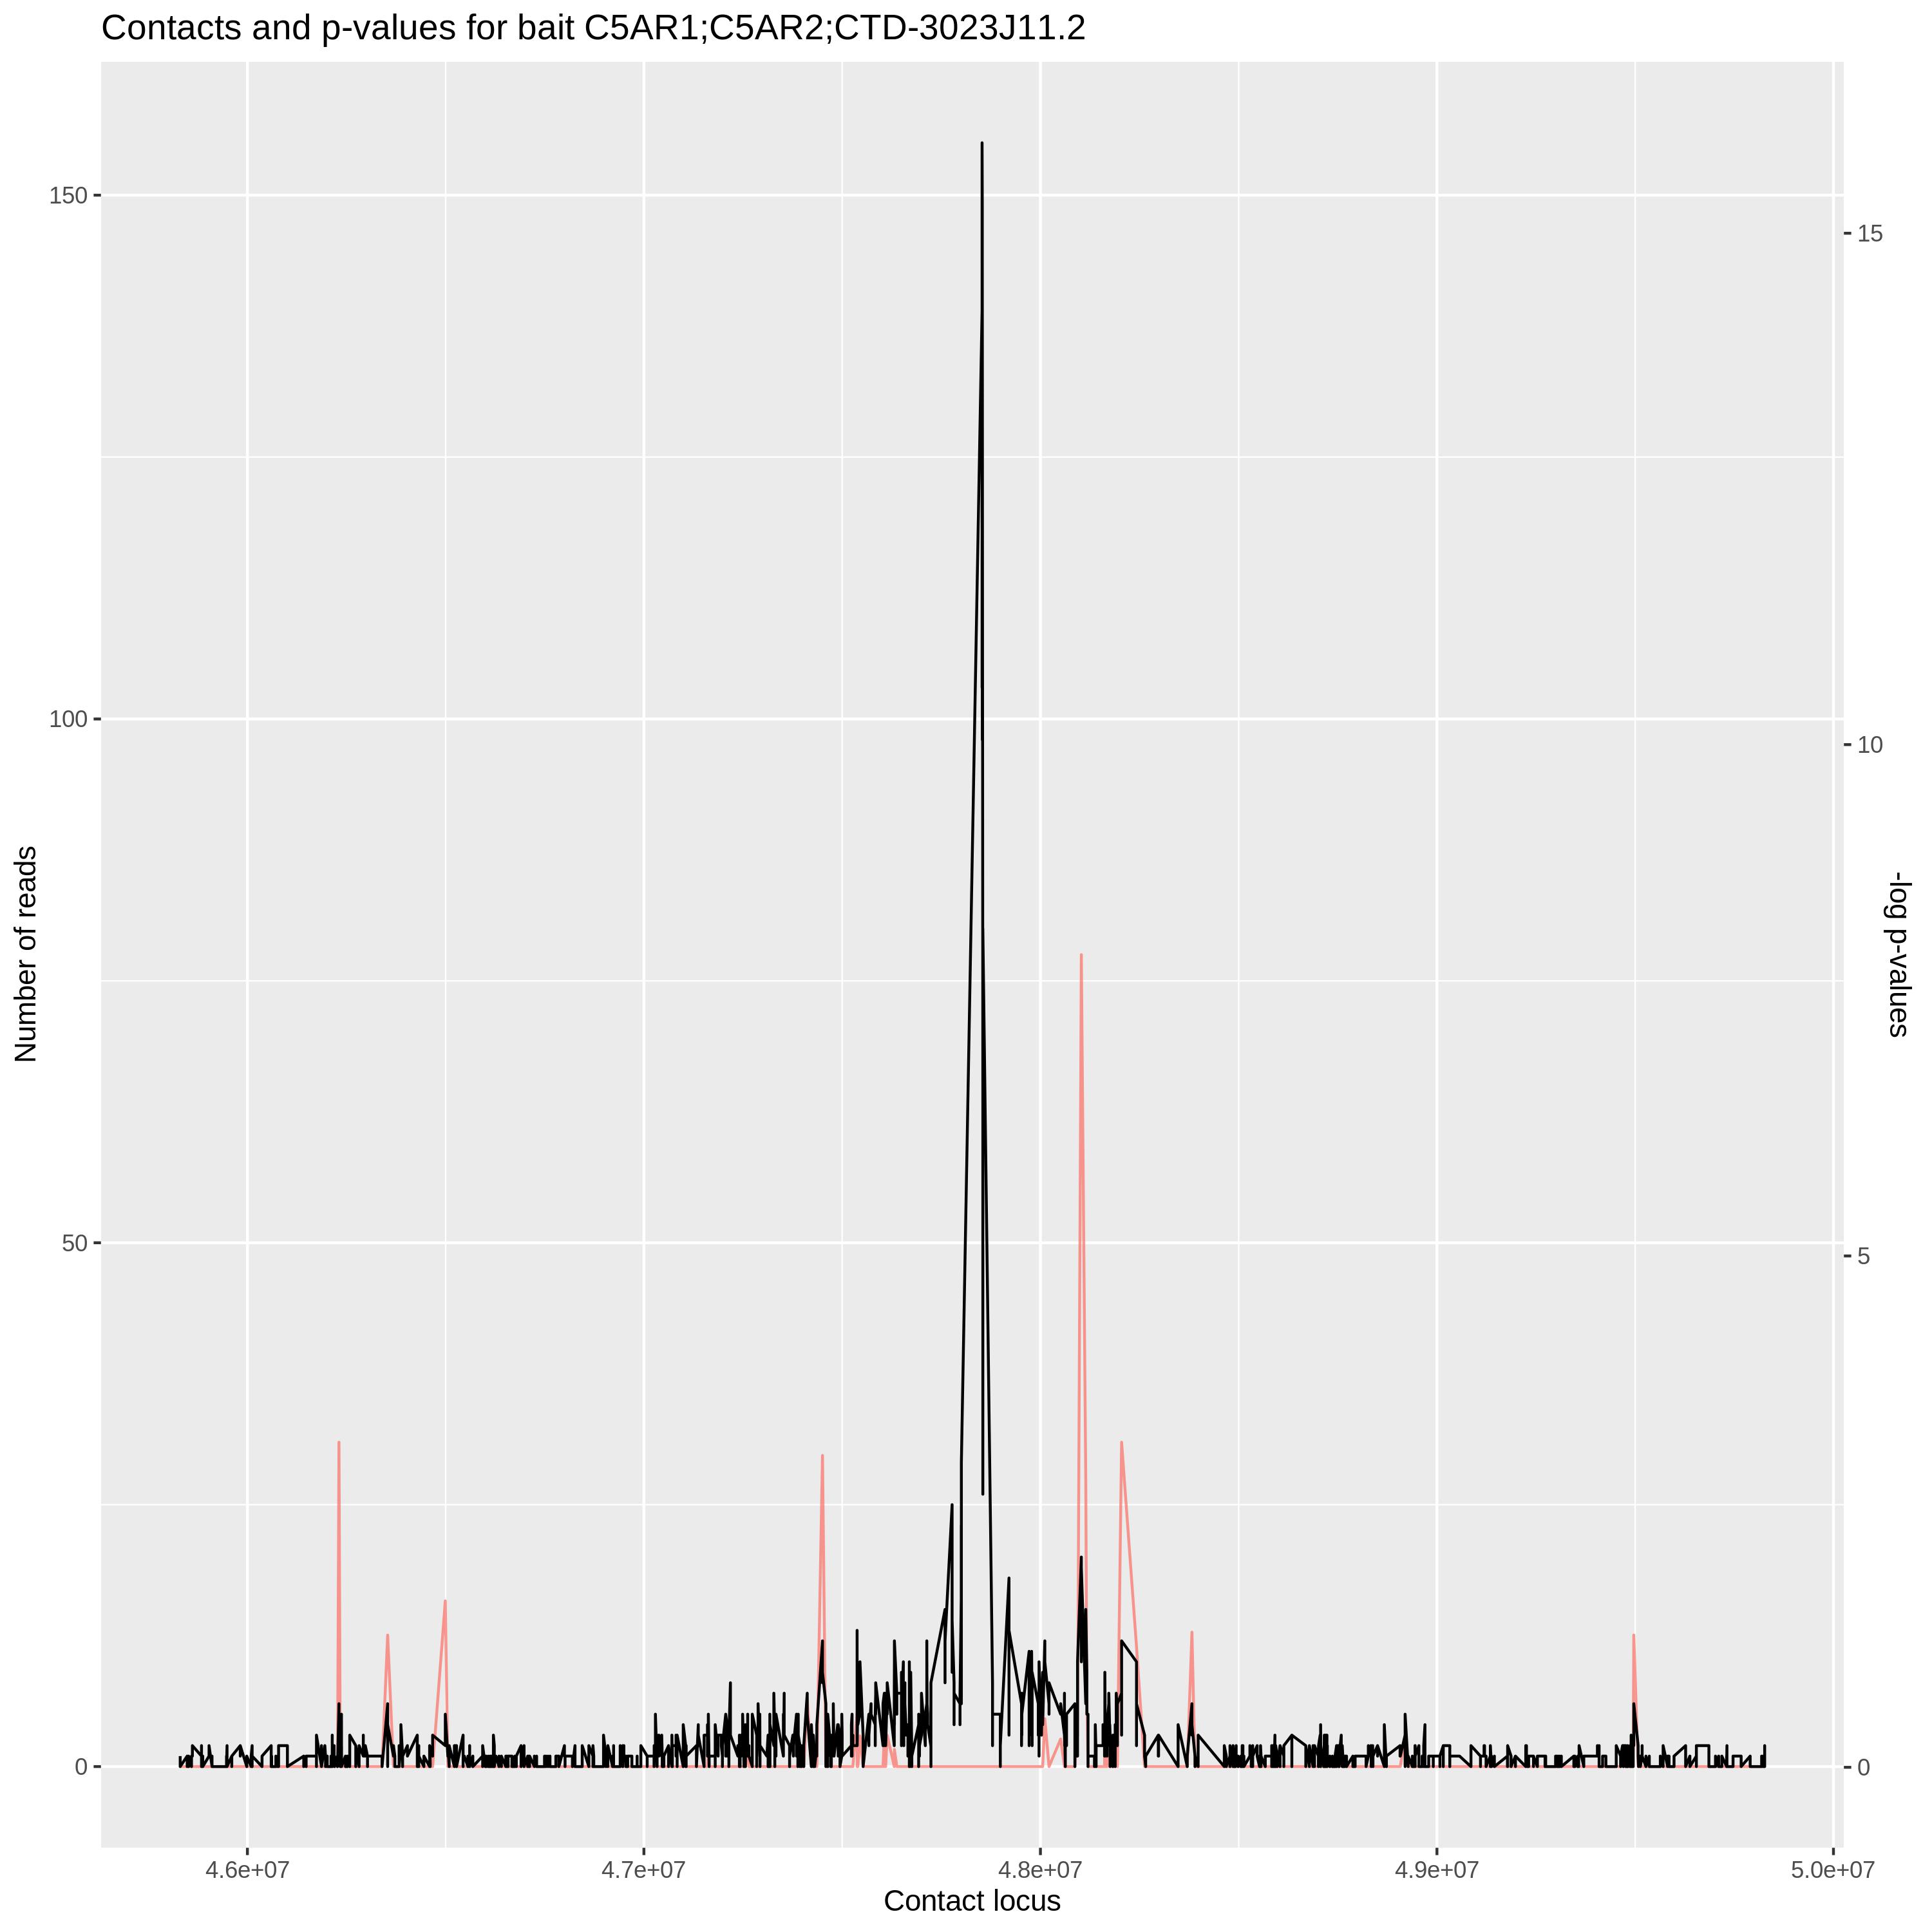 Contacts and p-values for bait C5AR1;C5AR2;CTD-3023J11.2
150
100
50
0
Number of reads
15
10
5
0
-log p-values
4.6e+07 4.7e+07 4.8e+07 4.9e+07 5.0e+07
Contact locus